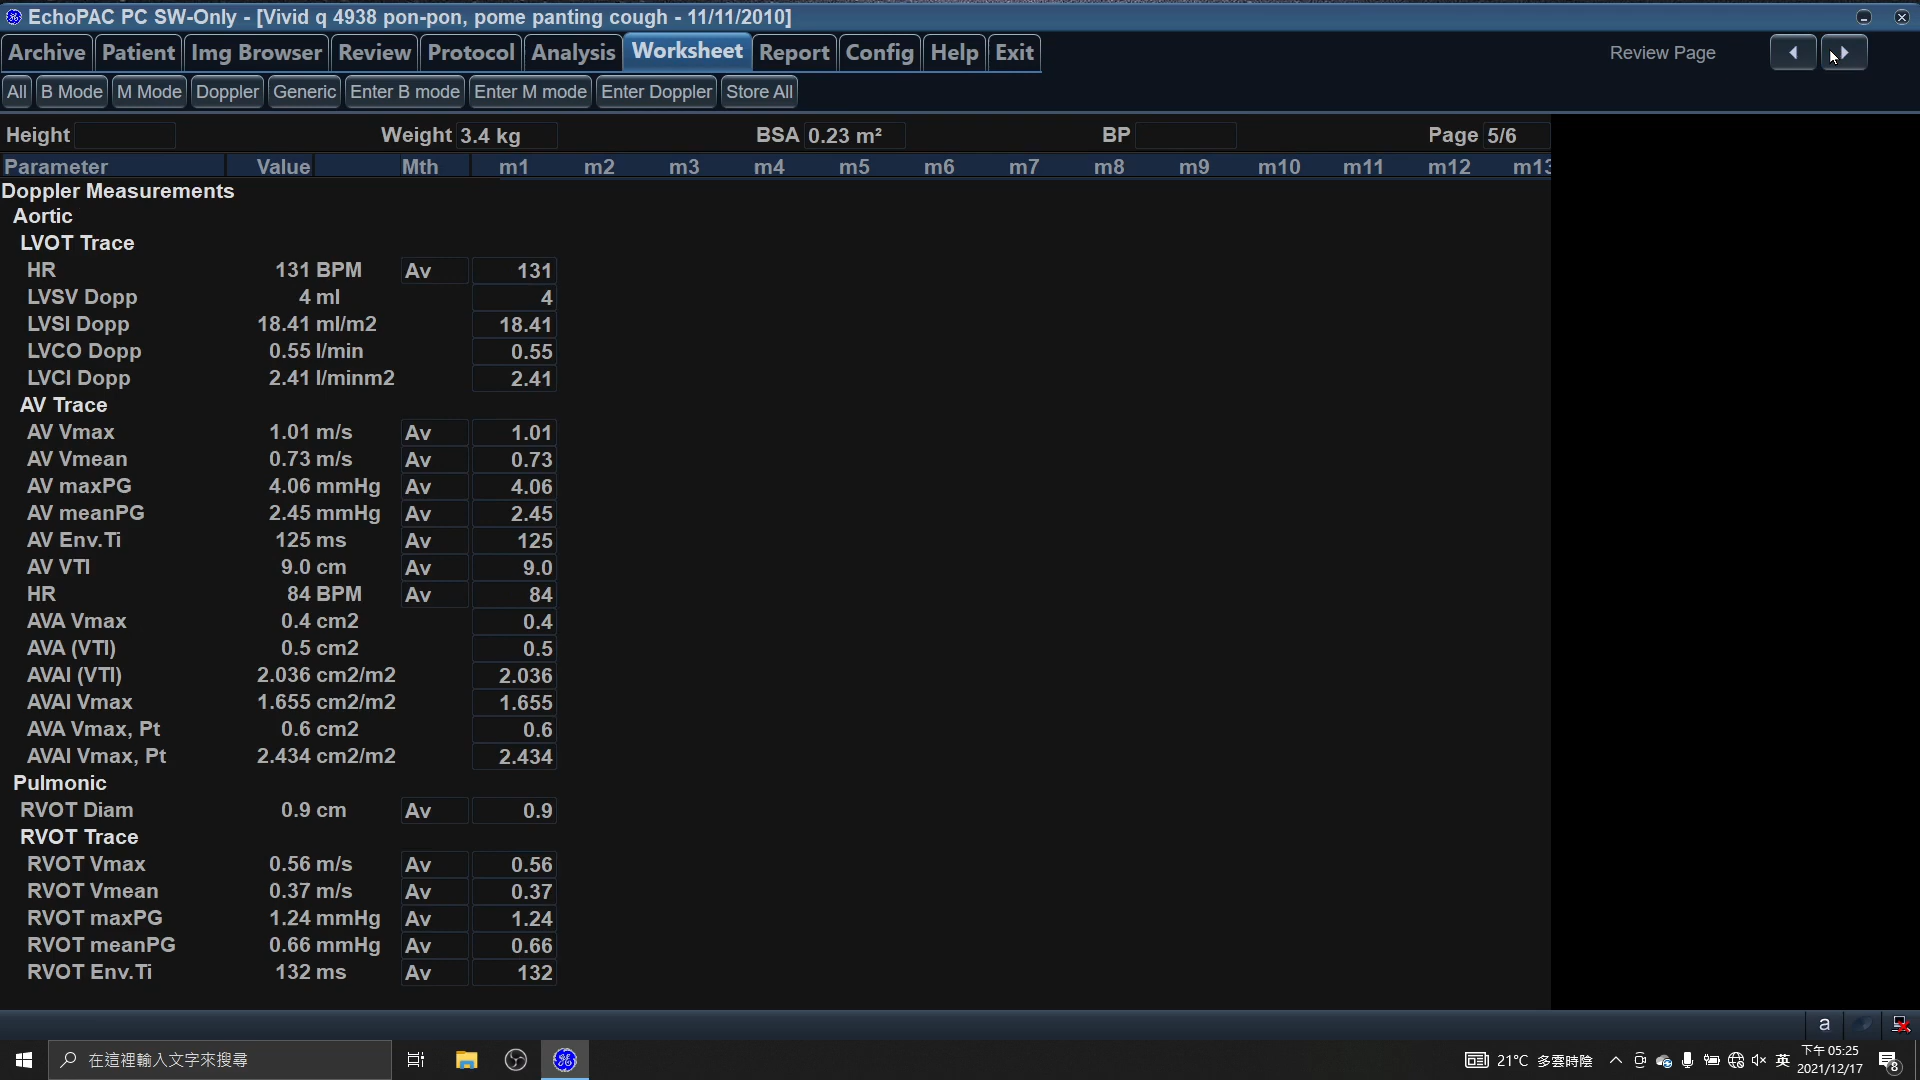 EchoPAC PC SW-Only - [Vivid q 4938 pon-pon, pome panting cough - 11/11/2010]
Archive Patient Img Browser Review Protocol Analysis Worksheet Report Config Help Exit Review Page
All B Mode M Mode Doppler Generic Enter B mode Enter M mode Enter Doppler Store All
Height Weight 3.4 kg BSA 0.23 m² BP Page 5/6
Parameter Value Mth m1 m2 m3 m4 m5 m6 m7 m8 m9 m10 m11 m12 m13
Doppler Measurements
Aortic
LVOT Trace
HR 131 BPM Av 131
LVSV Dopp 4 ml 4
LVSI Dopp 18.41 ml/m2 18.41
LVCO Dopp 0.55 l/min 0.55
LVCI Dopp 2.41 l/minm2 2.41
AV Trace
AV Vmax 1.01 m/s Av 1.01
AV Vmean 0.73 m/s Av 0.73
AV maxPG 4.06 mmHg Av 4.06
AV meanPG 2.45 mmHg Av 2.45
AV Env.Ti 125 ms Av 125
AV VTI 9.0 cm Av 9.0
HR 84 BPM Av 84
AVA Vmax 0.4 cm2 0.4
AVA (VTI) 0.5 cm2 0.5
AVAI (VTI) 2.036 cm2/m2 2.036
AVAI Vmax 1.655 cm2/m2 1.655
AVA Vmax, Pt 0.6 cm2 0.6
AVAI Vmax, Pt 2.434 cm2/m2 2.434
Pulmonic
RVOT Diam 0.9 cm Av 0.9
RVOT Trace
RVOT Vmax 0.56 m/s Av 0.56
RVOT Vmean 0.37 m/s Av 0.37
RVOT maxPG 1.24 mmHg Av 1.24
RVOT meanPG 0.66 mmHg Av 0.66
RVOT Env.Ti 132 ms Av 132
a
在這裡輸入文字來搜尋 21°C 多雲時陰 英 下午 05:25
2021/12/17 8